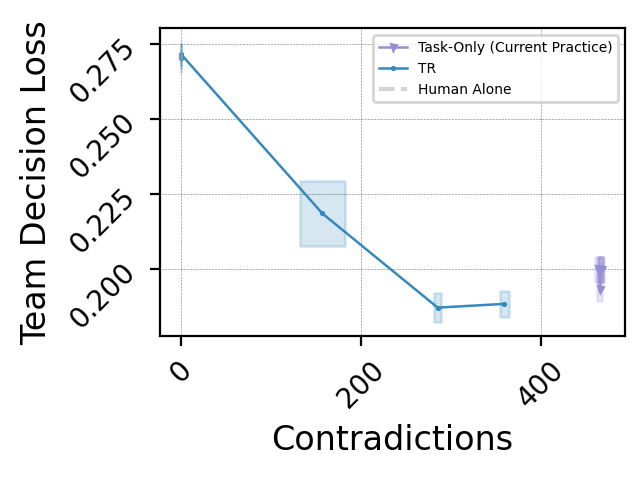 Team Decision Loss
0.275
0.250
0.225
0.200
Task-Only (Current Practice)
TR
Human Alone
0
200
400
Contradictions